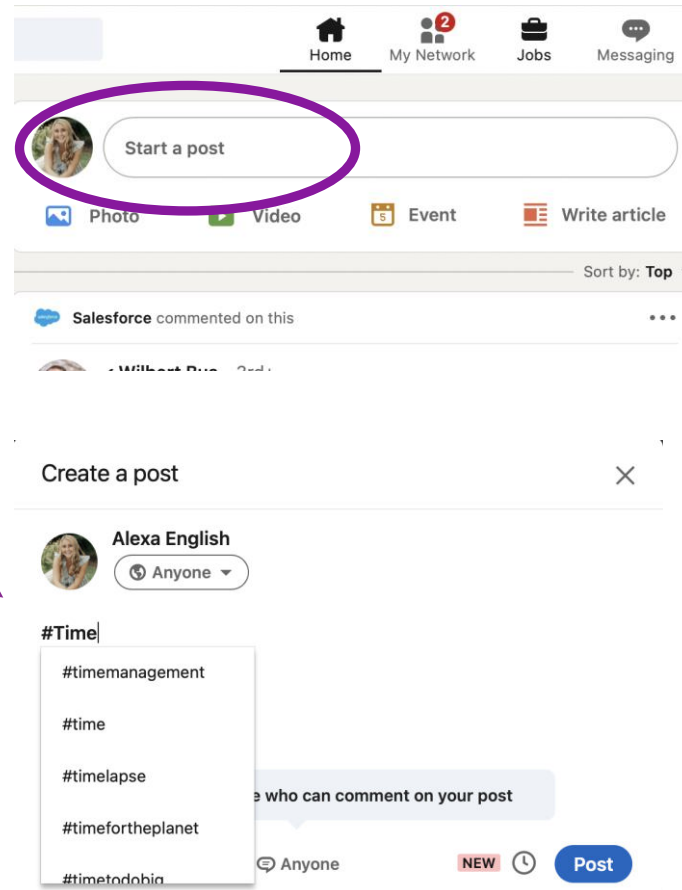 2
Home My Network Jobs Messaging
Start a post
Photo Video 5 Event Write article
Sort by: Top
Salesforce commented on this
Create a post
Alexa English
Anyone
#Time
#timemanagement
#time
#timelapse
who can comment on your post
#timefortheplanet
Anyone NEW Post
#timetodobig